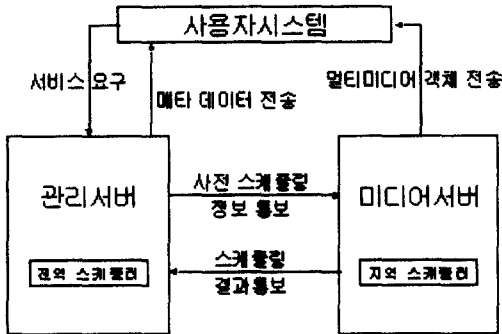 사용자시스템
서비스 요구
메타 데이터 전송
멀티미디어 객체 전송
관리서버
사전 스케쥴링
정보 통보
미디어서버
스케쥴링
결과통보
전역 스케쥴러
지역 스케쥴러